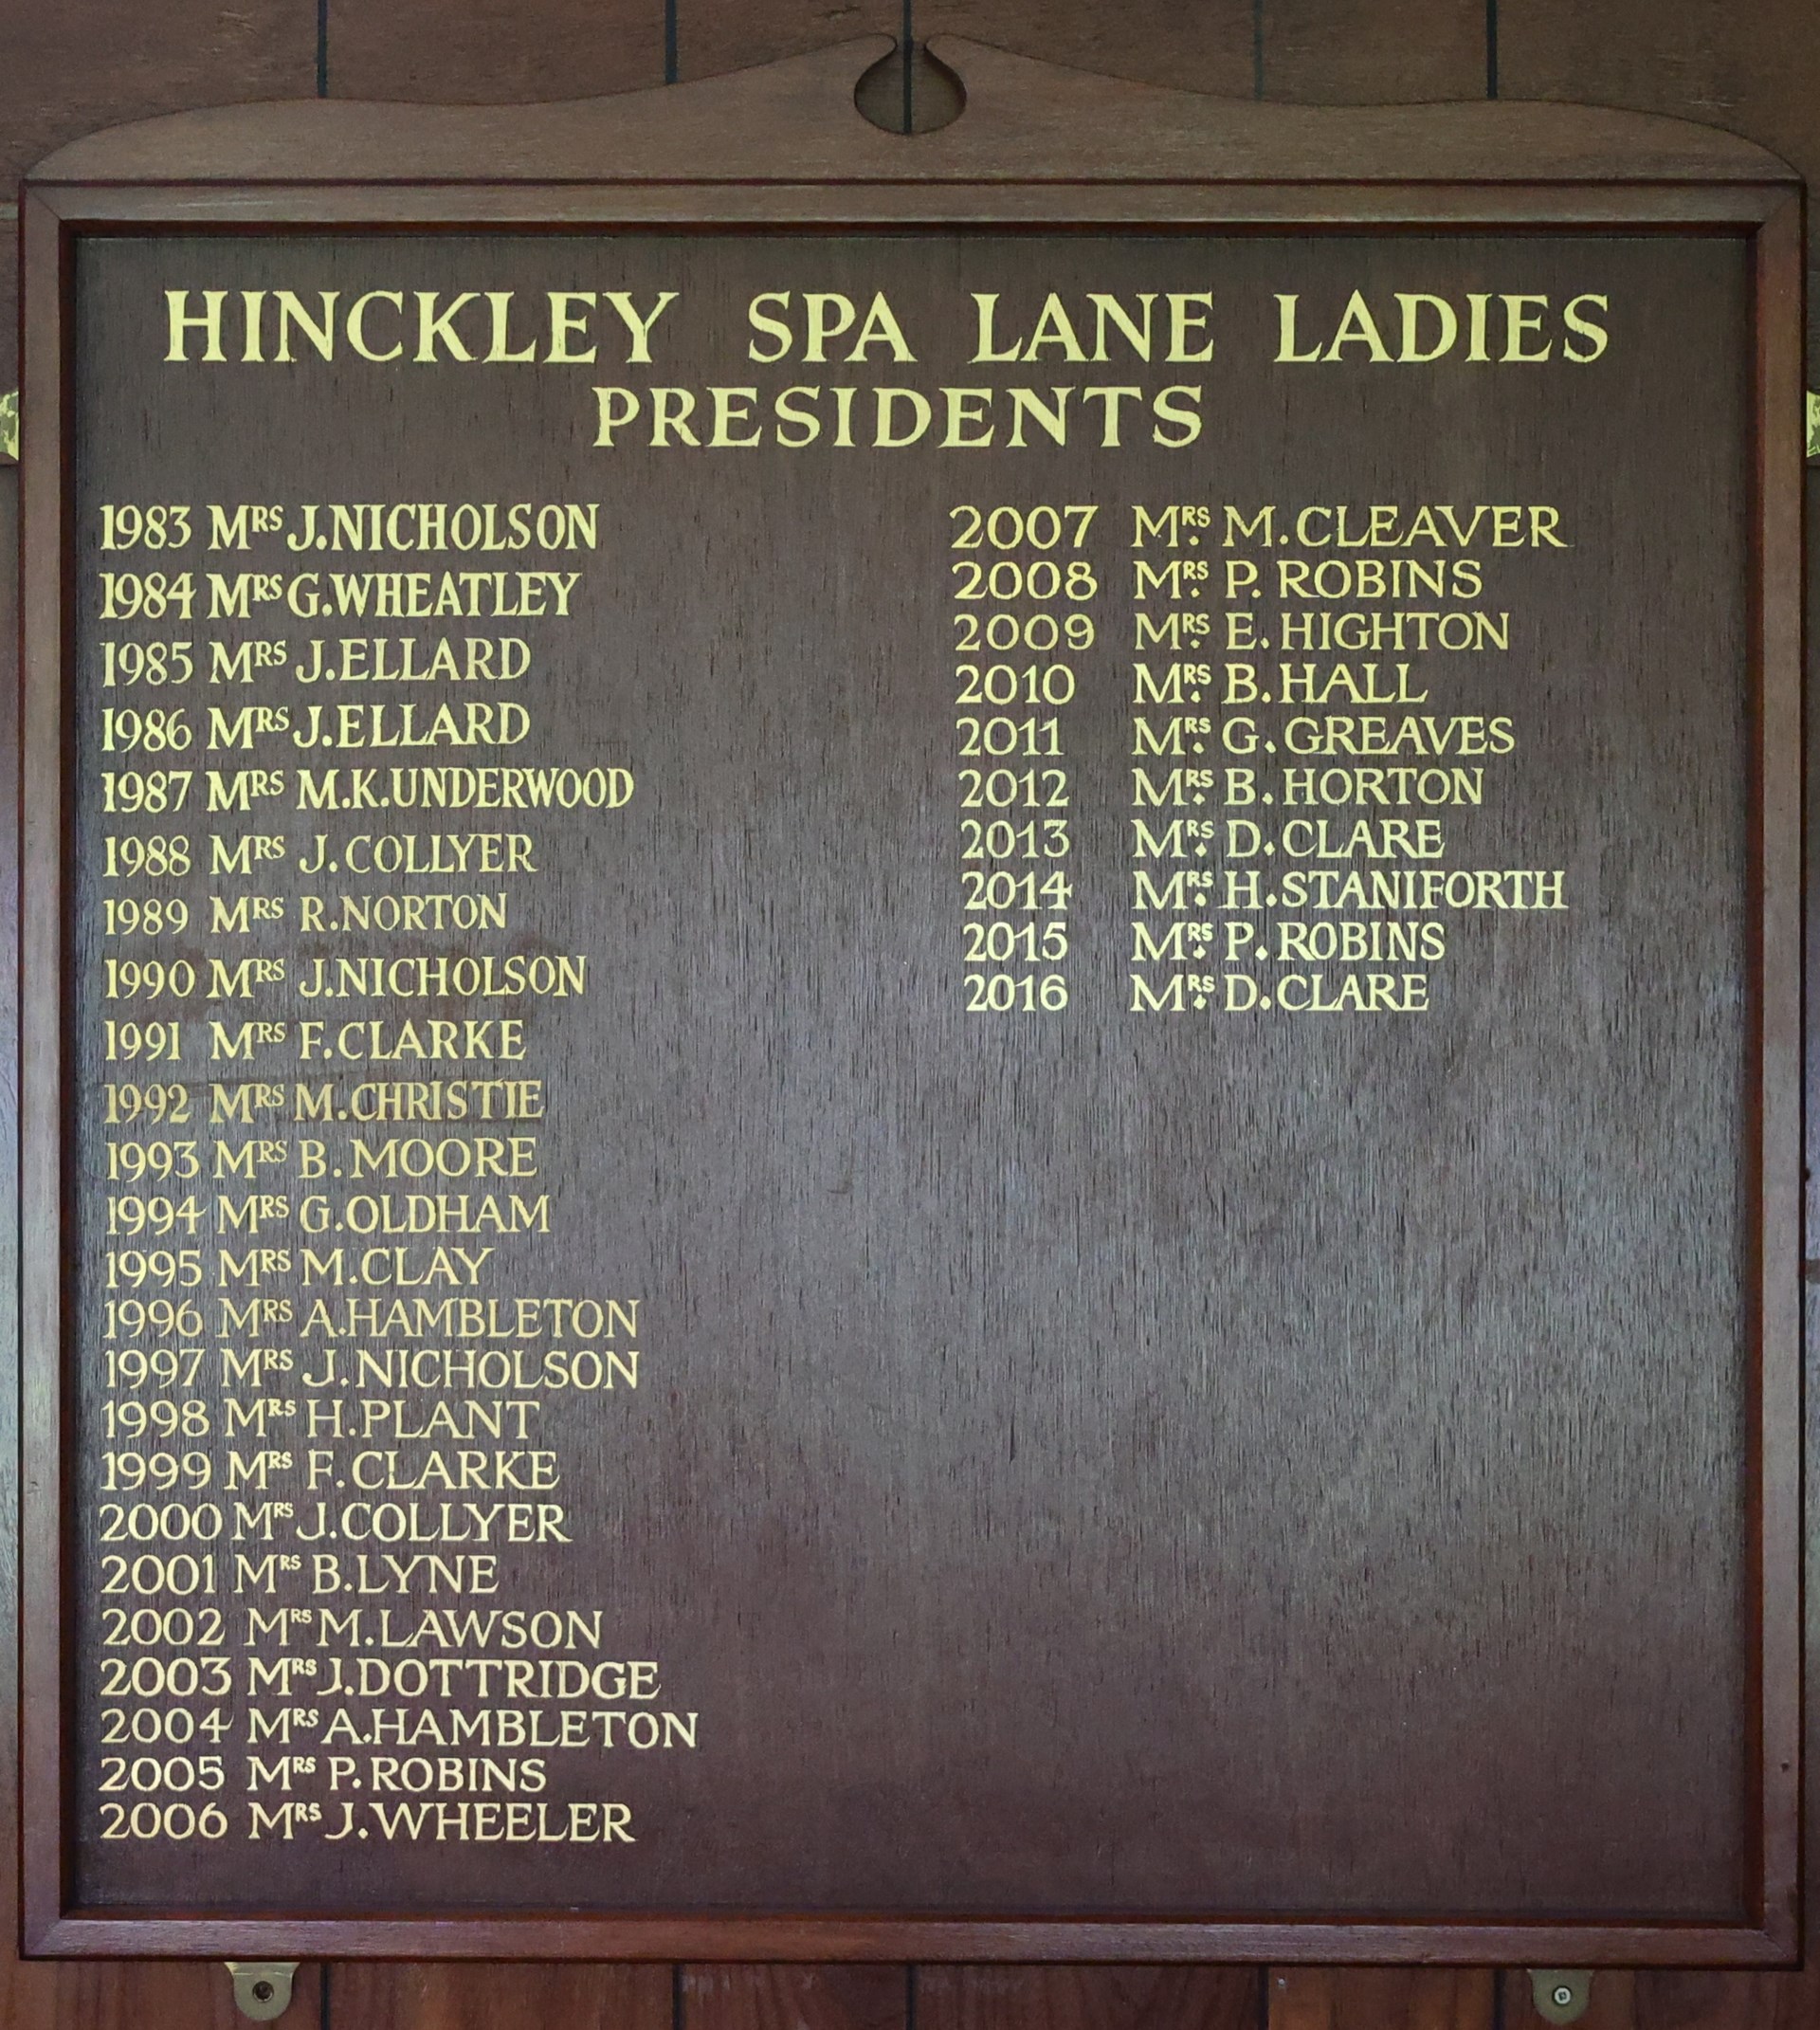 HINCKLEY SPA LANE LADIES
PRESIDENTS
1983 MRS J.NICHOLSON
1984 MRS G.WHEATLEY
1985 MRS J.ELLARD
1986 MRS J.ELLARD
1987 MRS M.K.UNDERWOOD
1988 MRS J.COLLYER
1989 MRS R.NORTON
1990 MRS J.NICHOLSON
1991 MRS F.CLARKE
1992 MRS M.CHRISTIE
1993 MRS B.MOORE
1994 MRS G.OLDHAM
1995 MRS M.CLAY
1996 MRS A.HAMBLETON
1997 MRS J.NICHOLSON
1998 MRS H.PLANT
1999 MRS F.CLARKE
2000 MRS J.COLLYER
2001 MRS B.LYNE
2002 MRS M.LAWSON
2003 MRS J.DOTTRIDGE
2004 MRS A.HAMBLETON
2005 MRS P.ROBINS
2006 MRS J.WHEELER
2007 MRS. M.CLEAVER
2008 MRS. P. ROBINS
2009 MRS. E. HIGHTON
2010 MRS. B. HALL
2011 MRS. G. GREAVES
2012 MRS. B. HORTON
2013 MRS. D. CLARE
2014 MRS. H. STANIFORTH
2015 MRS. P. ROBINS
2016 MRS. D. CLARE